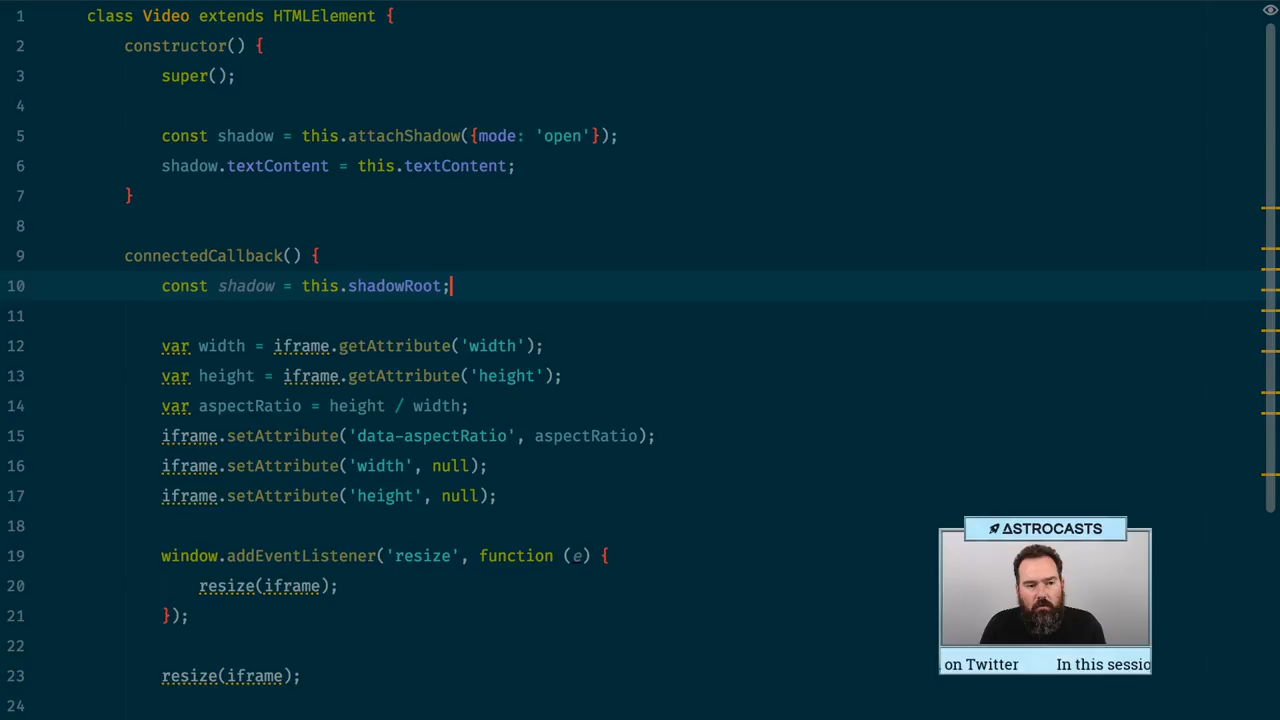 1 class Video extends HTMLElement {
2 constructor() {
3 super();
4
5 const shadow = this.attachShadow({mode: 'open'});
6 shadow.textContent = this.textContent;
7 }
8
9 connectedCallback() {
10 const shadow = this.shadowRoot;
11
12 var width = iframe.getAttribute('width');
13 var height = iframe.getAttribute('height');
14 var aspectRatio = height / width;
15 iframe.setAttribute('data-aspectRatio', aspectRatio);
16 iframe.setAttribute('width', null);
17 iframe.setAttribute('height', null);
18
19 window.addEventListener('resize', function (e) {
20 resize(iframe);
21 });
22
23 resize(iframe);
24
ΔSTROCASTS
on Twitter In this sessio